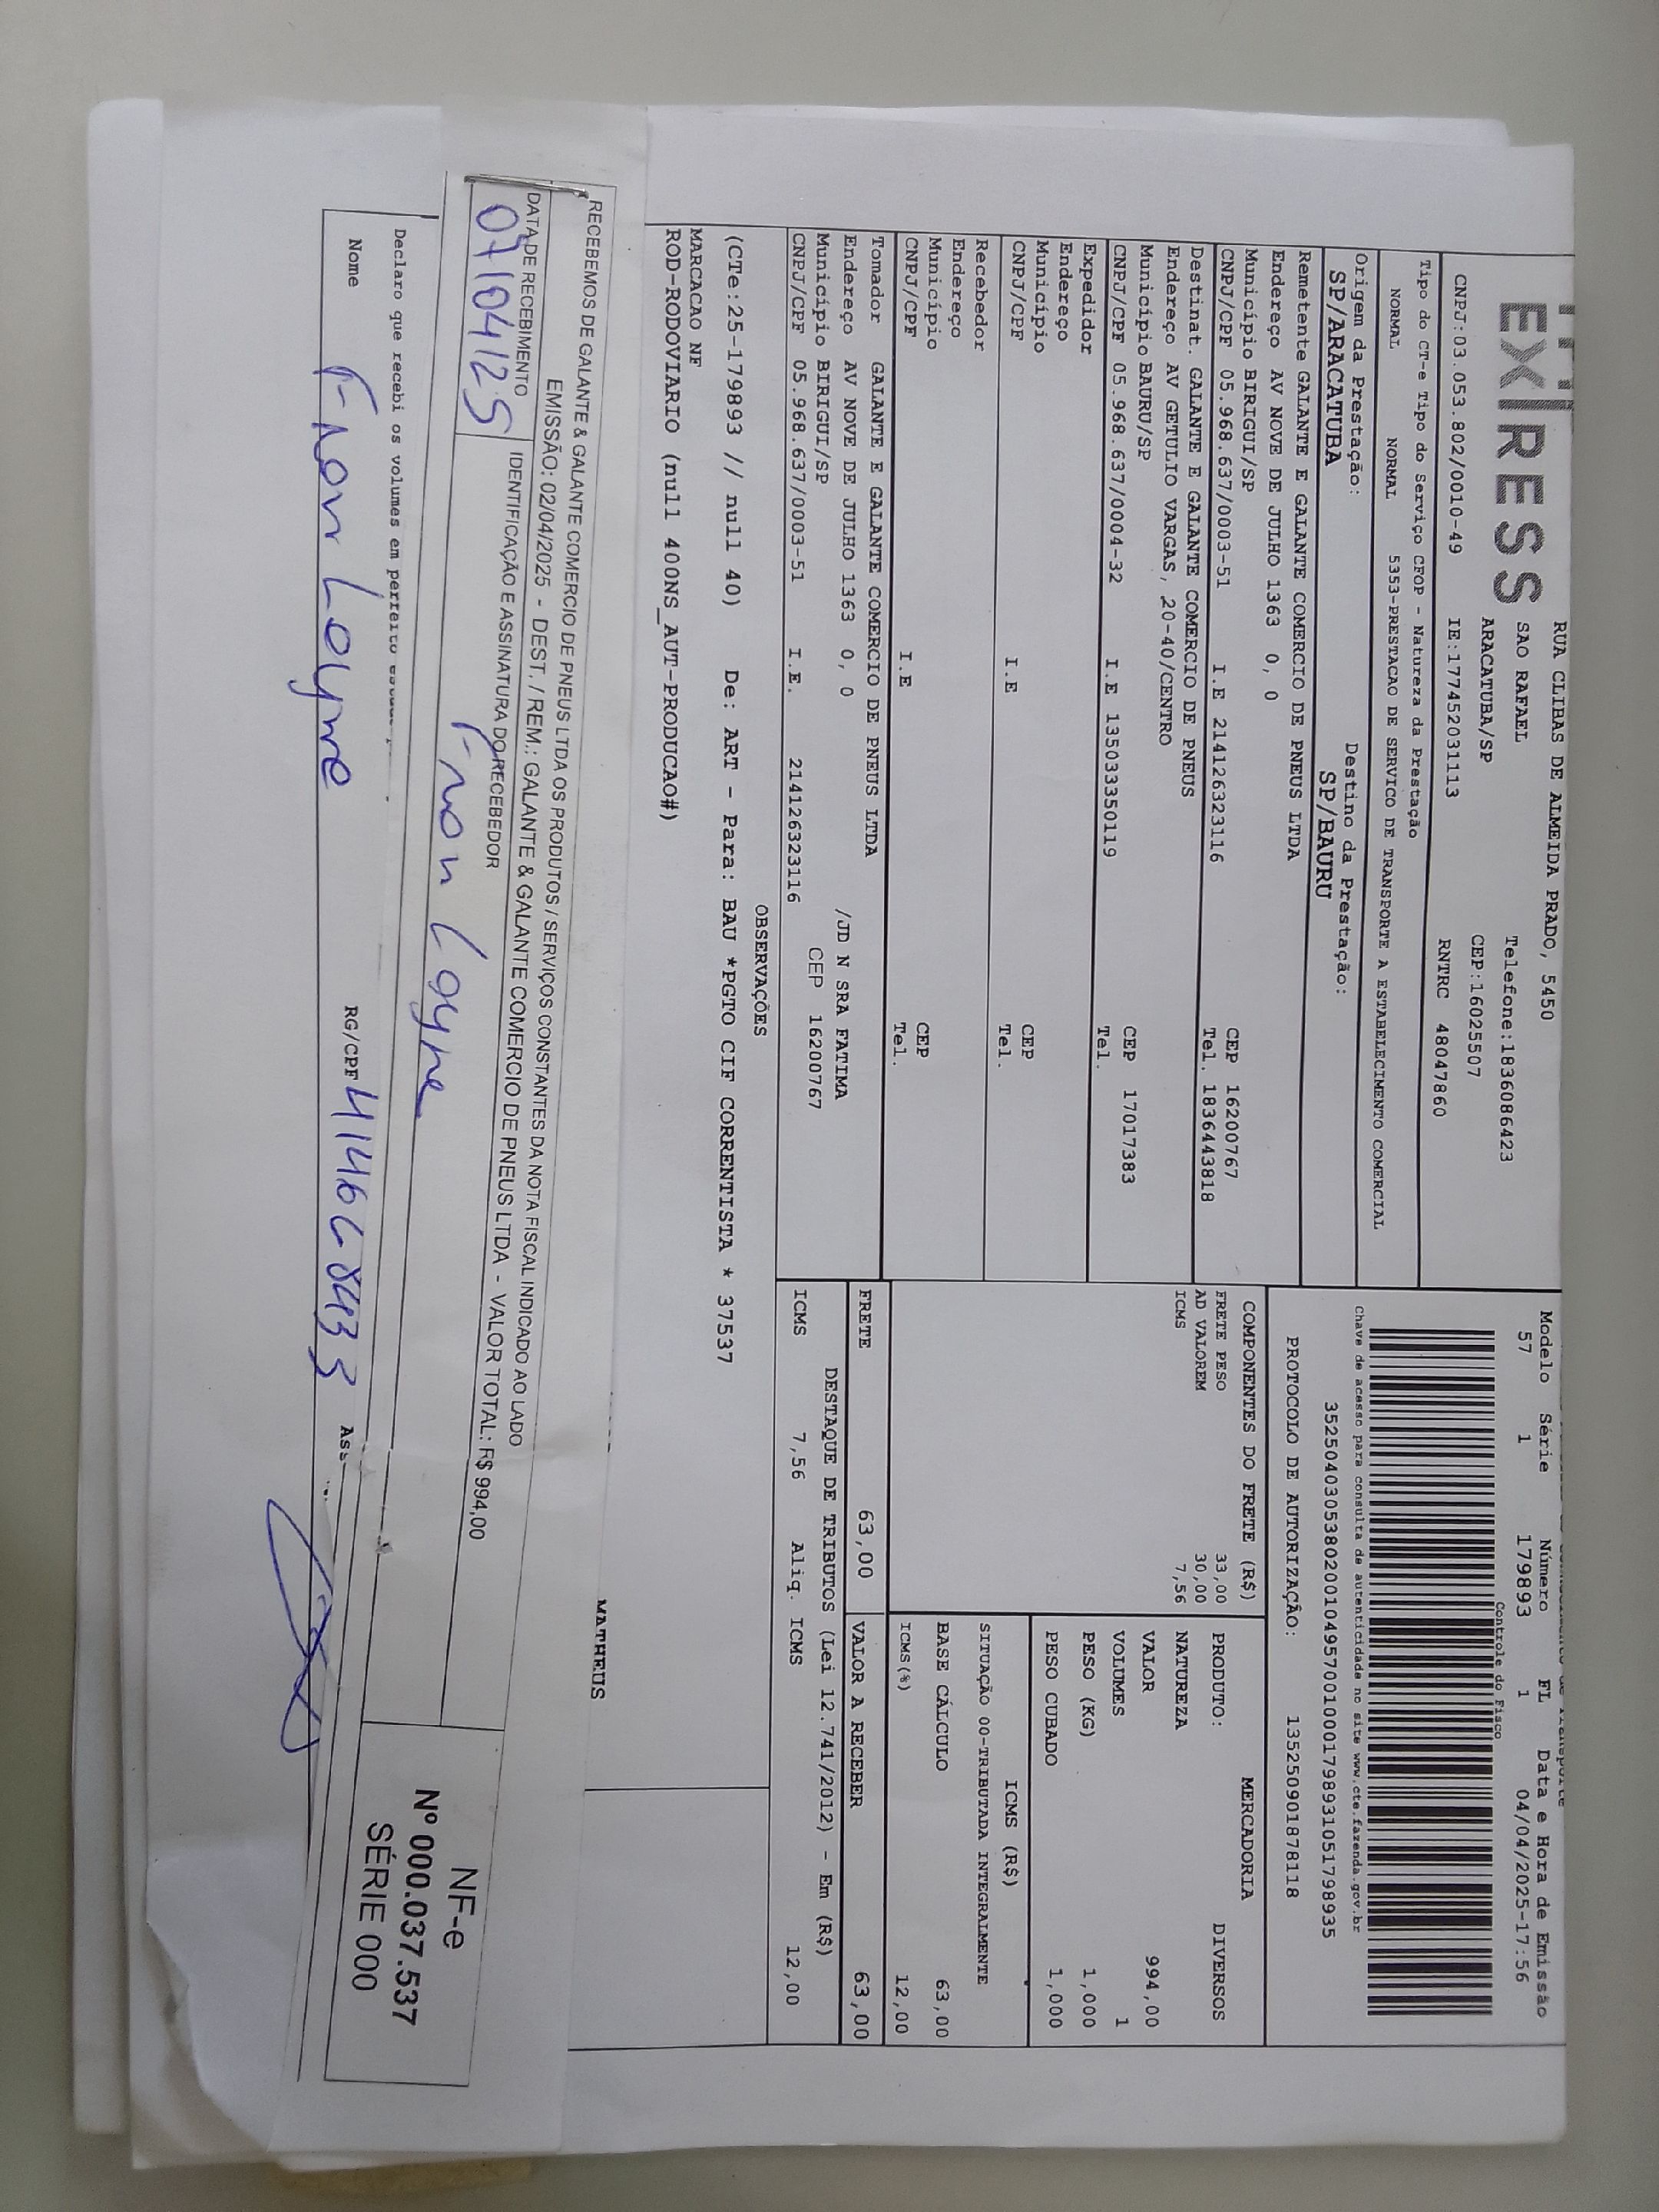 EXPRESS
RUA CLIBAS DE ALMEIDA PRADO, 5450
SAO RAFAEL Telefone:1836086423
ARACATUBA/SP CEP:16025507
CNPJ:03.053.802/0010-49 IE:177452031113 RNTRC 48047860
Modelo Série Número FL Data e Hora de Emissão
57 1 179893 1 04/04/2025-17:56
Controle do Fisco
Chave de acesso para consulta de autenticidade no site www.cte.fazenda.gov.br
35250403053802001049570010001798931051798935
PROTOCOLO DE AUTORIZAÇÃO: 135250901878118
Tipo do CT-e Tipo do Serviço CFOP - Natureza da Prestação
NORMAL NORMAL 5353-PRESTACAO DE SERVICO DE TRANSPORTE A ESTABELECIMENTO COMERCIAL
Origem da Prestação: Destino da Prestação:
SP/ARACATUBA SP/BAURU
Remetente GALANTE E GALANTE COMERCIO DE PNEUS LTDA
Endereço AV NOVE DE JULHO 1363 0, 0
Município BIRIGUI/SP CEP 16200767
CNPJ/CPF 05.968.637/0003-51 I.E 214126323116 Tel. 1836443818
Destinat. GALANTE E GALANTE COMERCIO DE PNEUS
Endereço AV GETULIO VARGAS, 20-40/CENTRO
Município BAURU/SP CEP 17017383
CNPJ/CPF 05.968.637/0004-32 I.E 135033350119 Tel.
Expedidor
Endereço
Município CEP
CNPJ/CPF I.E Tel.
Recebedor
Endereço
Município CEP
CNPJ/CPF I.E Tel.
Tomador GALANTE E GALANTE COMERCIO DE PNEUS LTDA
Endereço AV NOVE DE JULHO 1363 0, 0 /JD N SRA FATIMA
Município BIRIGUI/SP CEP 16200767
CNPJ/CPF 05.968.637/0003-51 I.E. 214126323116
COMPONENTES DO FRETE (R$)
FRETE PESO 33,00
AD VALOREM 30,00
ICMS 7,56
MERCADORIA
PRODUTO: DIVERSOS
NATUREZA
VALOR 994,00
VOLUMES 1
PESO (KG) 1,000
PESO CUBADO 1,000
ICMS (R$)
SITUAÇÃO 00-TRIBUTADA INTEGRALMENTE
BASE CÁLCULO 63,00
ICMS(%) 12,00
FRETE 63,00 VALOR A RECEBER 63,00
DESTAQUE DE TRIBUTOS (Lei 12.741/2012) - Em (R$)
ICMS 7,56 Aliq. ICMS 12,00
OBSERVAÇÕES
(CTe:25-179893 // null 40) De: ART - Para: BAU *PGTO CIF CORRENTISTA * 37537
MARCACAO NF
ROD-RODOVIARIO (null 400NS_AUT-PRODUCAO#)
MATHEUS
RECEBEMOS DE GALANTE & GALANTE COMERCIO DE PNEUS LTDA OS PRODUTOS / SERVIÇOS CONSTANTES DA NOTA FISCAL INDICADO AO LADO
EMISSÃO: 02/04/2025 - DEST. / REM.: GALANTE & GALANTE COMERCIO DE PNEUS LTDA - VALOR TOTAL: R$ 994,00
DATA DE RECEBIMENTO IDENTIFICAÇÃO E ASSINATURA DO RECEBEDOR
07/04/25
NF-e
Nº 000.037.537
SÉRIE 000
Declaro que recebi os volumes em perfeito
Nome RG/CPF Ass